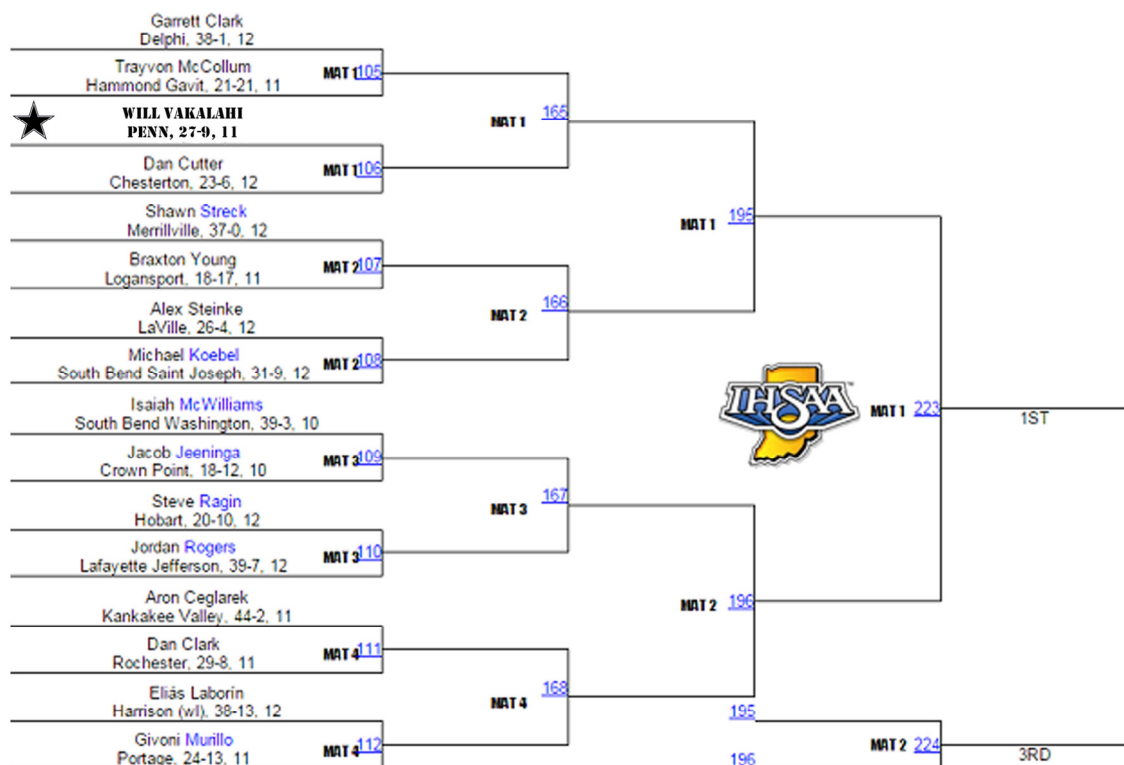 Garrett Clark
Delphi, 38-1, 12
Trayvon McCollum
Hammond Gavit, 21-21, 11
MAT 1 105
WILL VAKALAHI
PENN, 27-9, 11
MAT 1 165
Dan Cutter
Chesterton, 23-6, 12
MAT 1 106
Shawn Streck
Merrillville, 37-0, 12
MAT 1 195
Braxton Young
Logansport, 18-17, 11
MAT 2 107
Alex Steinke
LaVille, 26-4, 12
MAT 2 166
Michael Koebel
South Bend Saint Joseph, 31-9, 12
MAT 2 108
Isaiah McWilliams
South Bend Washington, 39-3, 10
IHSAA
MAT 1 223
1ST
Jacob Jeeninga
Crown Point, 18-12, 10
MAT 3 109
Steve Ragin
Hobart, 20-10, 12
MAT 3 167
Jordan Rogers
Lafayette Jefferson, 39-7, 12
MAT 3 110
Aron Ceglarek
Kankakee Valley, 44-2, 11
MAT 2 196
Dan Clark
Rochester, 29-8, 11
MAT 4 111
Eliás Laborin
Harrison (wl), 38-13, 12
MAT 4 168
195
Givoni Murillo
Portage, 24-13, 11
MAT 4 112
MAT 2 224
3RD
196